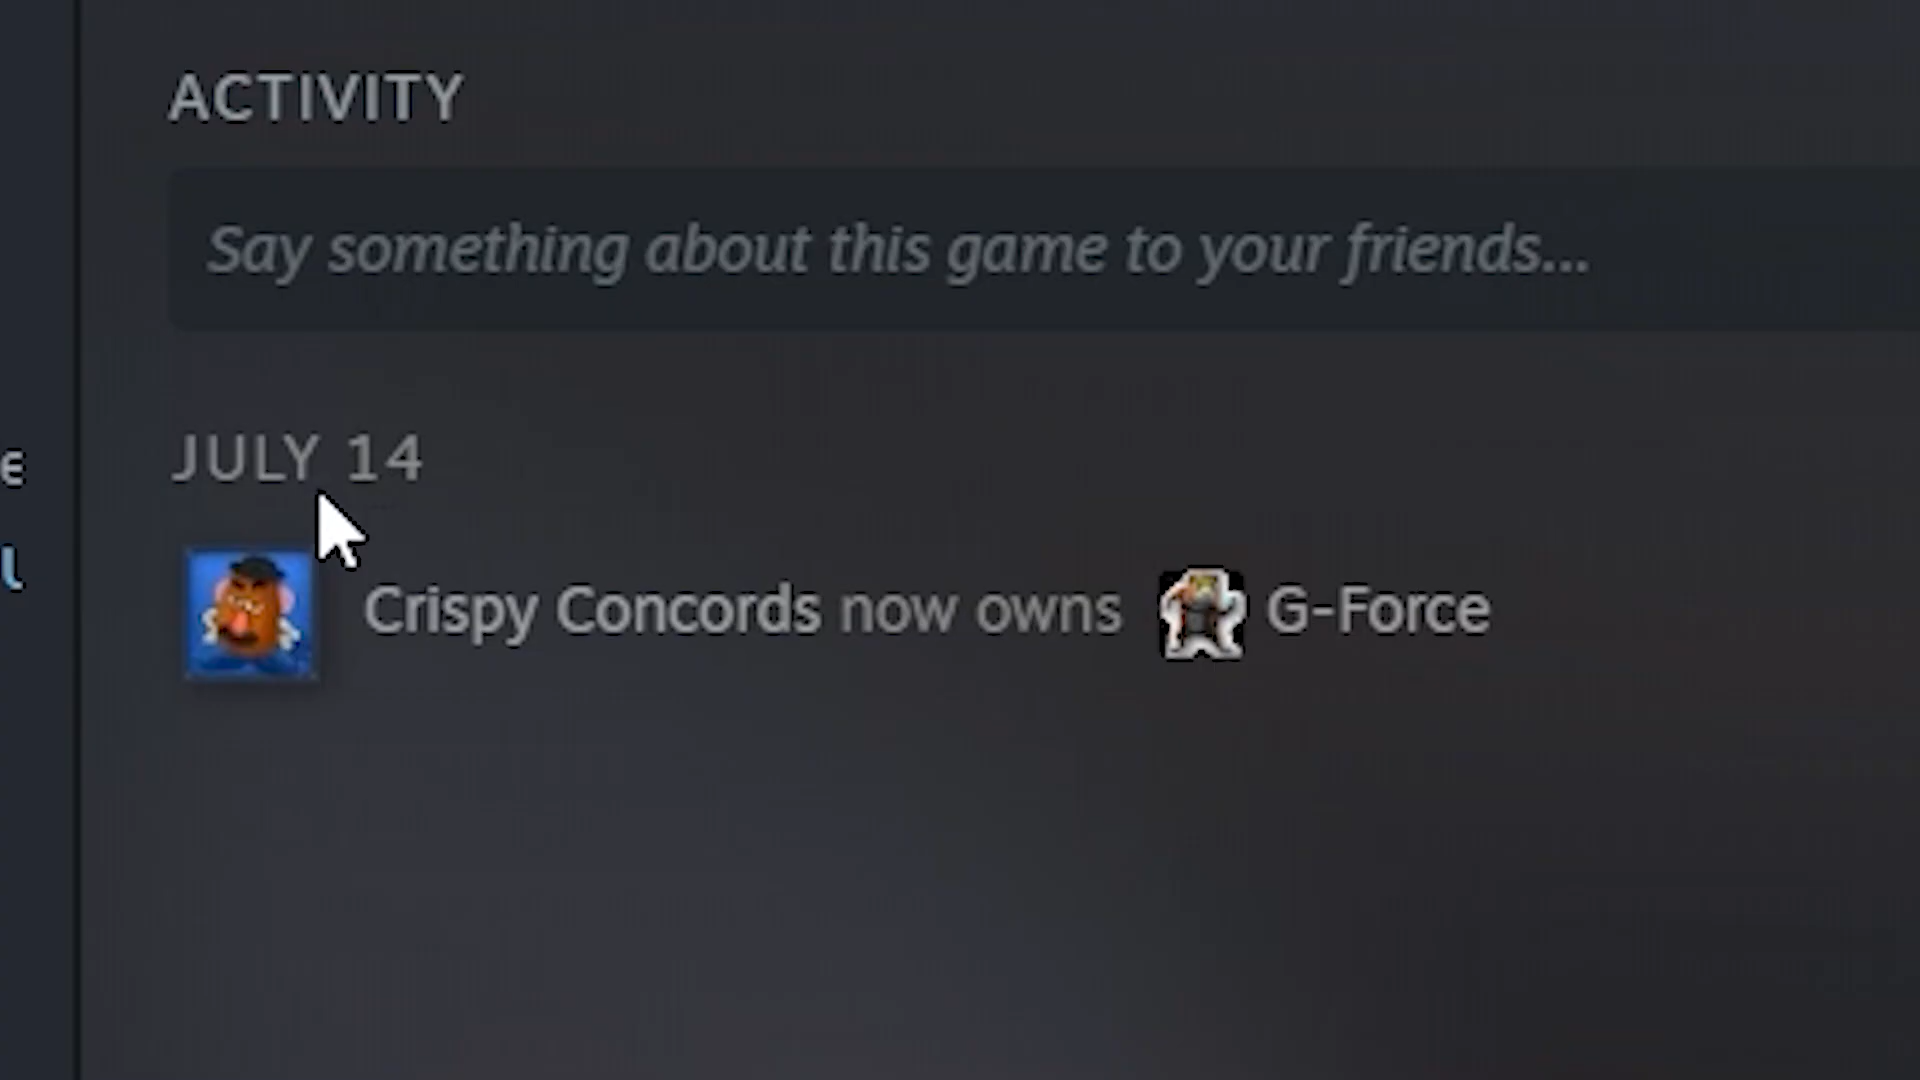 ACTIVITY
Say something about this game to your friends...
JULY 14
Crispy Concords now owns G-Force